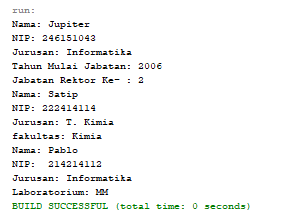 run:
Nama: Jupiter
NIP: 246151043
Jurusan: Informatika
Tahun Mulai Jabatan: 2006
Jabatan Rektor Ke- : 2
Nama: Satip
NIP: 222414114
Jurusan: T. Kimia
fakultas: Kimia
Nama: Pablo
NIP:  214214112
Jurusan: Informatika
Laboratorium: MM
BUILD SUCCESSFUL (total time: 0 seconds)